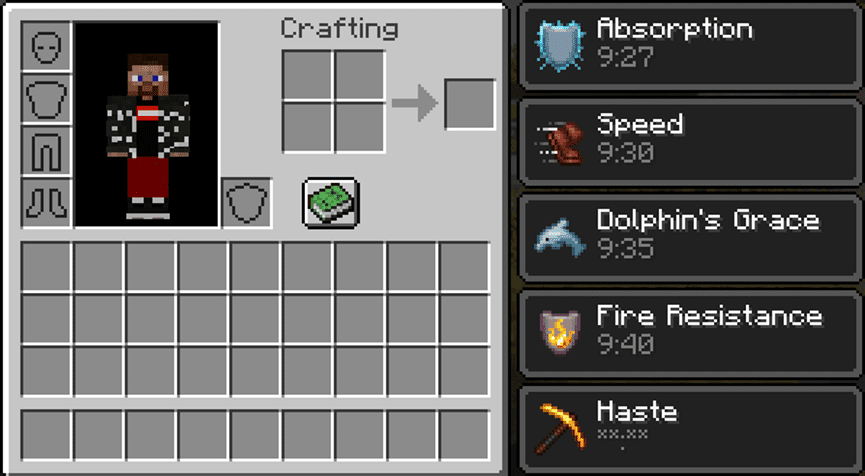 Crafting
Absorption
9:27
Speed
9:30
Dolphin's Grace
9:35
Fire Resistance
9:40
Haste